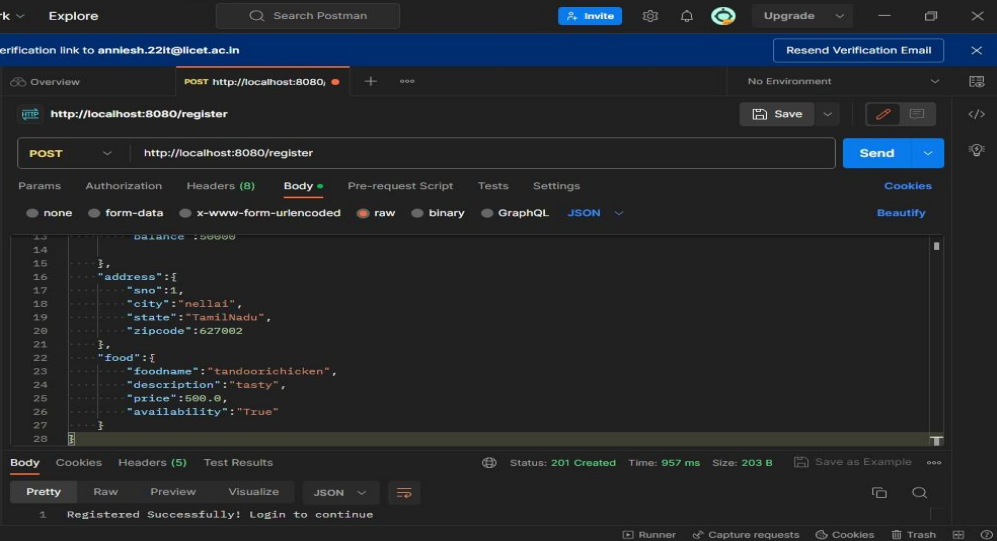 rk Explore Search Postman Invite Upgrade
erification link to anniesh.22it@licet.ac.in Resend Verification Email
Overview POST http://localhost:8080/ No Environment
HTTP http://localhost:8080/register Save
POST http://localhost:8080/register Send
Params Authorization Headers (8) Body Pre-request Script Tests Settings Cookies
none form-data x-www-form-urlencoded raw binary GraphQL JSON Beautify
13 balance":50000
14
15 },
16 "address":{
17 "sno":1,
18 "city":"nellai",
19 "state":"TamilNadu",
20 "zipcode":627002
21 },
22 "food":{
23 "foodname":"tandoorichicken",
24 "description":"tasty",
25 "price":500.0,
26 "availability":"True"
27 }
28 }
Body Cookies Headers (5) Test Results Status: 201 Created Time: 957 ms Size: 203 B Save as Example
Pretty Raw Preview Visualize JSON
1 Registered Successfully! Login to continue
Runner Capture requests Cookies Trash